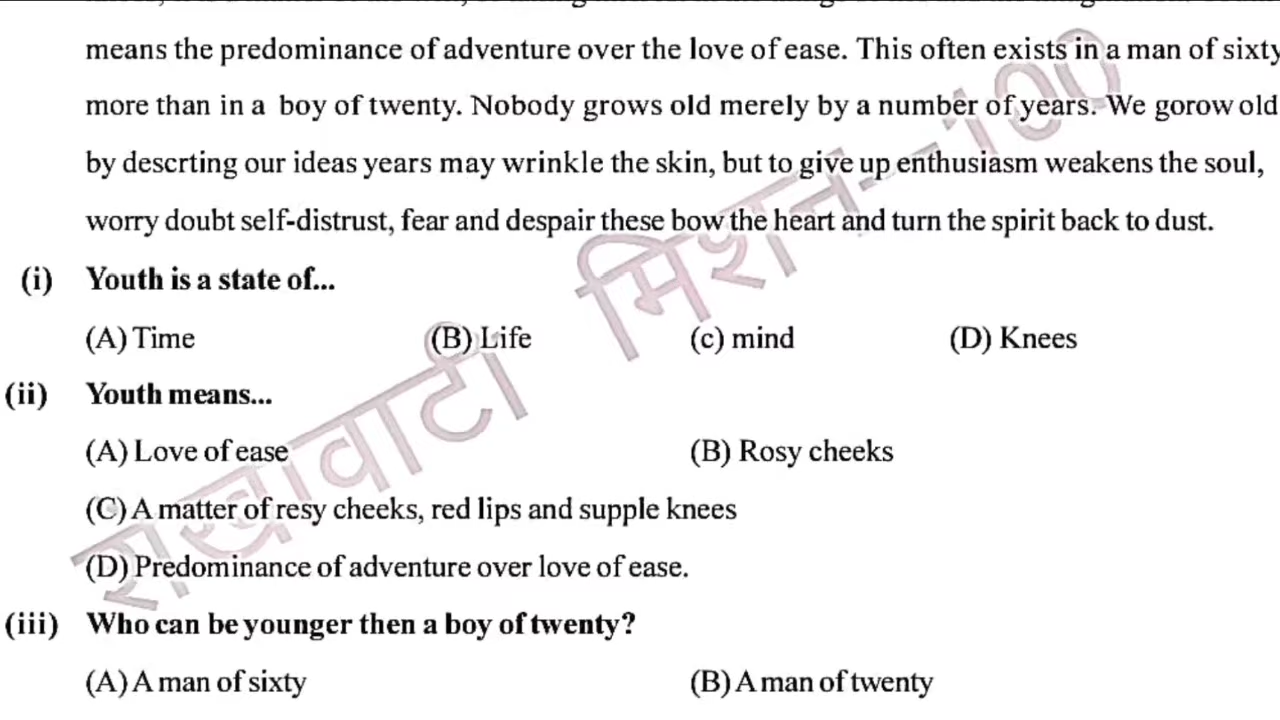 means the predominance of adventure over the love of ease. This often exists in a man of sixty
more than in a boy of twenty. Nobody grows old merely by a number of years. We gorow old
by descrting our ideas years may wrinkle the skin, but to give up enthusiasm weakens the soul,
worry doubt self-distrust, fear and despair these bow the heart and turn the spirit back to dust.
(i) Youth is a state of...
(A) Time (B) Life (c) mind (D) Knees
(ii) Youth means...
(A) Love of ease (B) Rosy cheeks
(C) A matter of resy cheeks, red lips and supple knees
(D) Predominance of adventure over love of ease.
(iii) Who can be younger then a boy of twenty?
(A) A man of sixty (B) A man of twenty
शेखावाटी मिशन-100